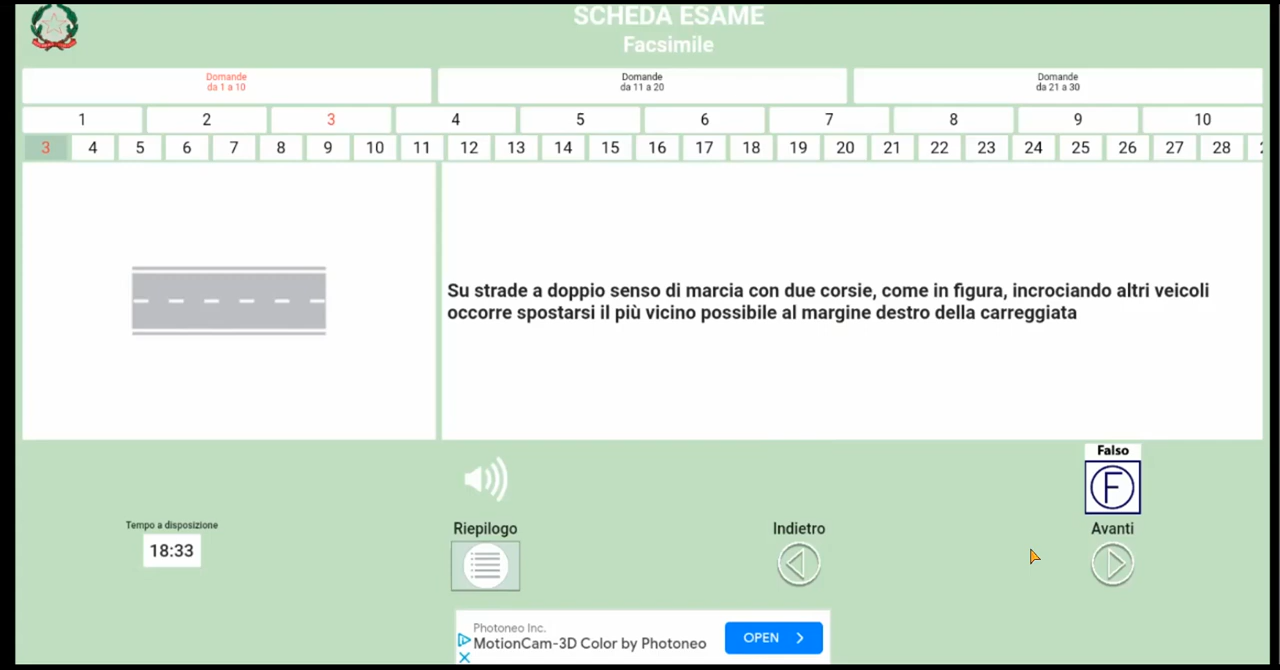 SCHEDA ESAME
Facsimile
Domande
da 1 a 10
Domande
da 11 a 20
Domande
da 21 a 30
1 2 3 4 5 6 7 8 9 10
3 4 5 6 7 8 9 10 11 12 13 14 15 16 17 18 19 20 21 22 23 24 25 26 27 28
Su strade a doppio senso di marcia con due corsie, come in figura, incrociando altri veicoli
occorre spostarsi il più vicino possibile al margine destro della carreggiata
Falso
F
Tempo a disposizione
18:33
Riepilogo
Indietro
Avanti
Photoneo Inc.
MotionCam-3D Color by Photoneo
OPEN